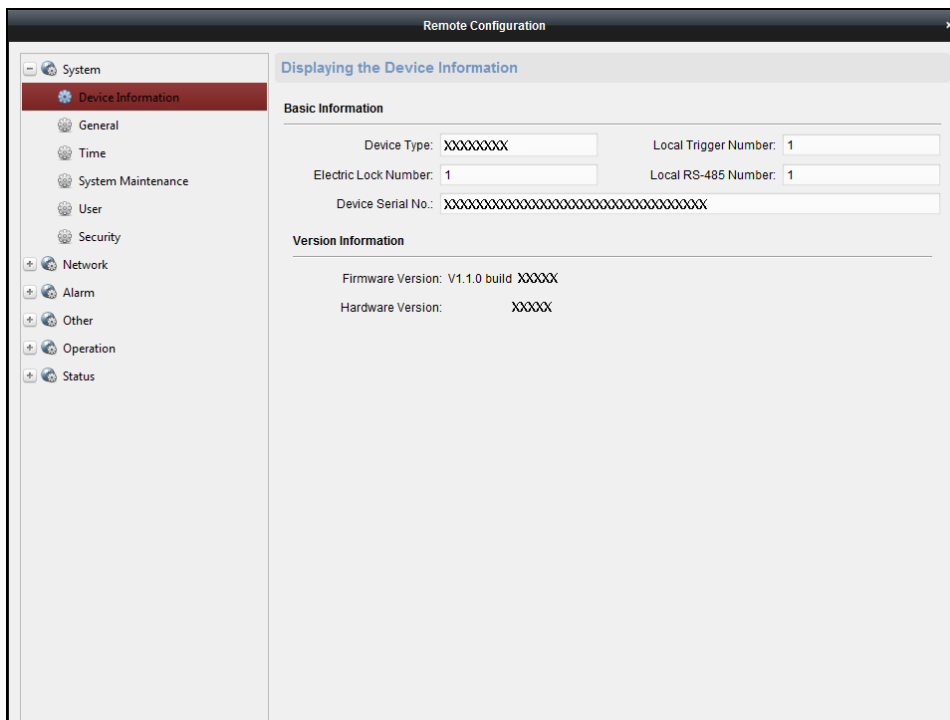 Remote Configuration
System
Device Information
General
Time
System Maintenance
User
Security
Network
Alarm
Other
Operation
Status
Displaying the Device Information
Basic Information
Device Type: XXXXXXXX Local Trigger Number: 1
Electric Lock Number: 1 Local RS-485 Number: 1
Device Serial No.: XXXXXXXXXXXXXXXXXXXXXXXXXXXXXXXXX
Version Information
Firmware Version: V1.1.0 build XXXXX
Hardware Version: XXXXX